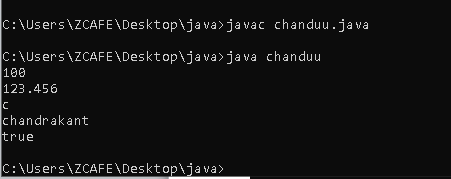 C:\Users\ZCAFE\Desktop\java>javac chanduu.java
C:\Users\ZCAFE\Desktop\java>java chanduu
100
123.456
c
chandrakant
true
C:\Users\ZCAFE\Desktop\java>